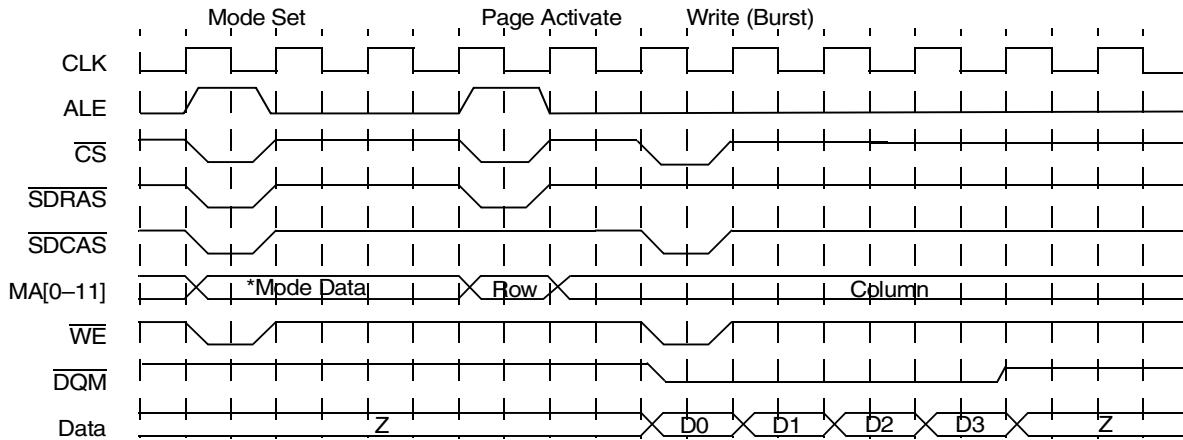 Mode Set Page Activate Write (Burst)
CLK
ALE
CS
SDRAS
SDCAS
MA[0–11] *Mode Data Row Column
WE
DQM
Data Z D0 D1 D2 D3 Z